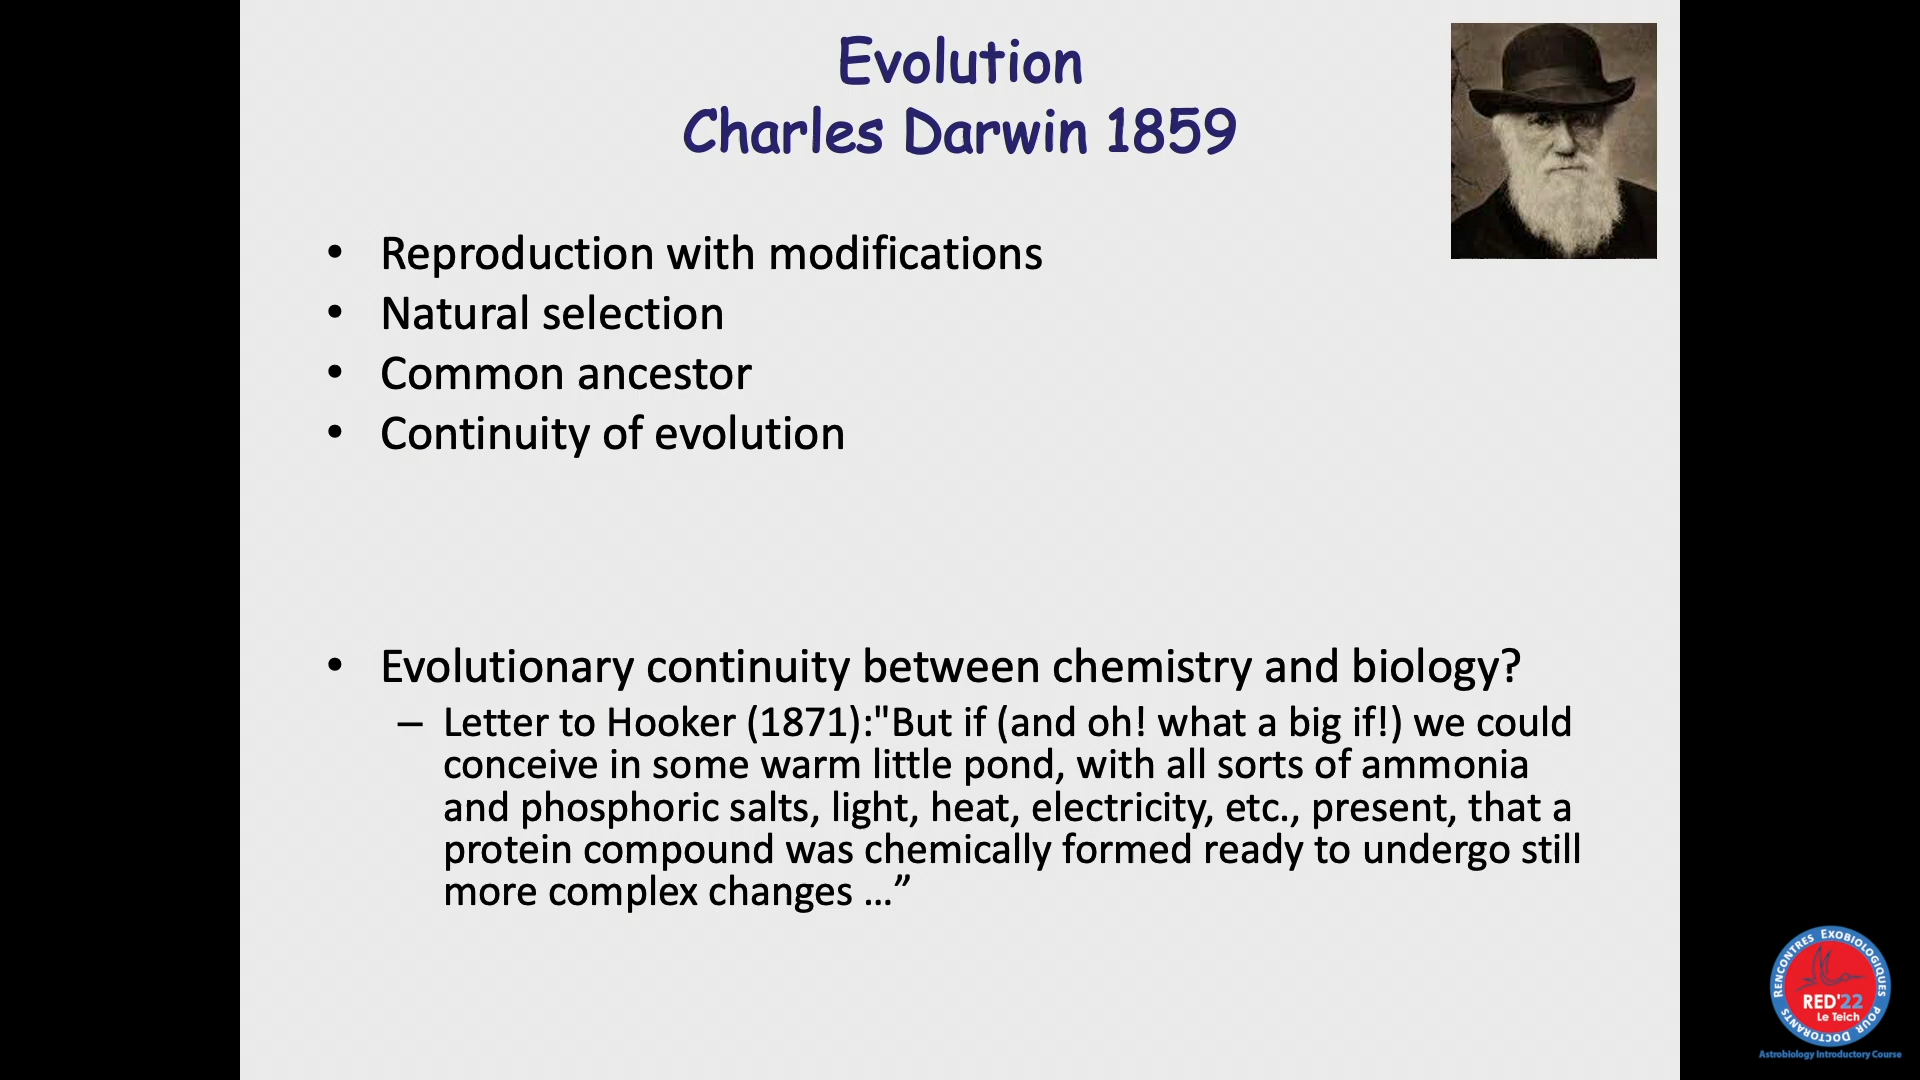 Evolution
Charles Darwin 1859
• Reproduction with modifications
• Natural selection
• Common ancestor
• Continuity of evolution
• Evolutionary continuity between chemistry and biology?
– Letter to Hooker (1871):"But if (and oh! what a big if!) we could
conceive in some warm little pond, with all sorts of ammonia
and phosphoric salts, light, heat, electricity, etc., present, that a
protein compound was chemically formed ready to undergo still
more complex changes …”
RENCONTRES EXOBIOLOGIQUES POUR DOCTORANTS
RED'22
Le Teich
Astrobiology Introductory Course